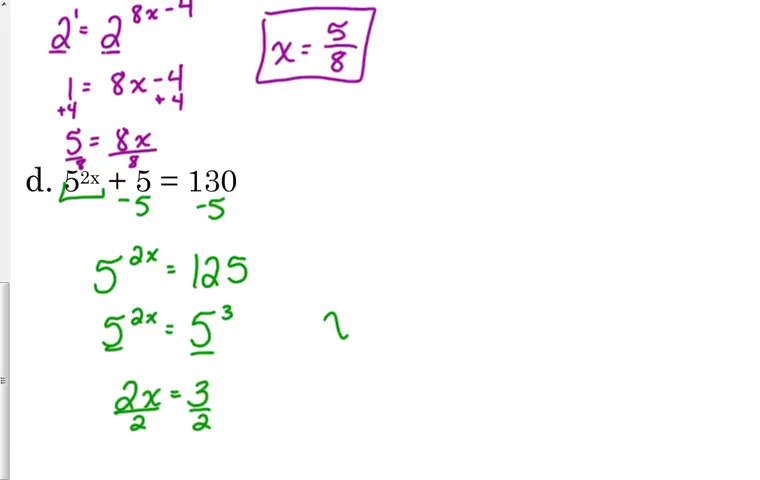 2¹ = 2^(8x-4)
1 = 8x-4
+4 +4
5/8 = 8x/8
x = 5/8
d. 5^(2x) + 5 = 130
-5 -5
5^(2x) = 125
5^(2x) = 5³
2x/2 = 3/2